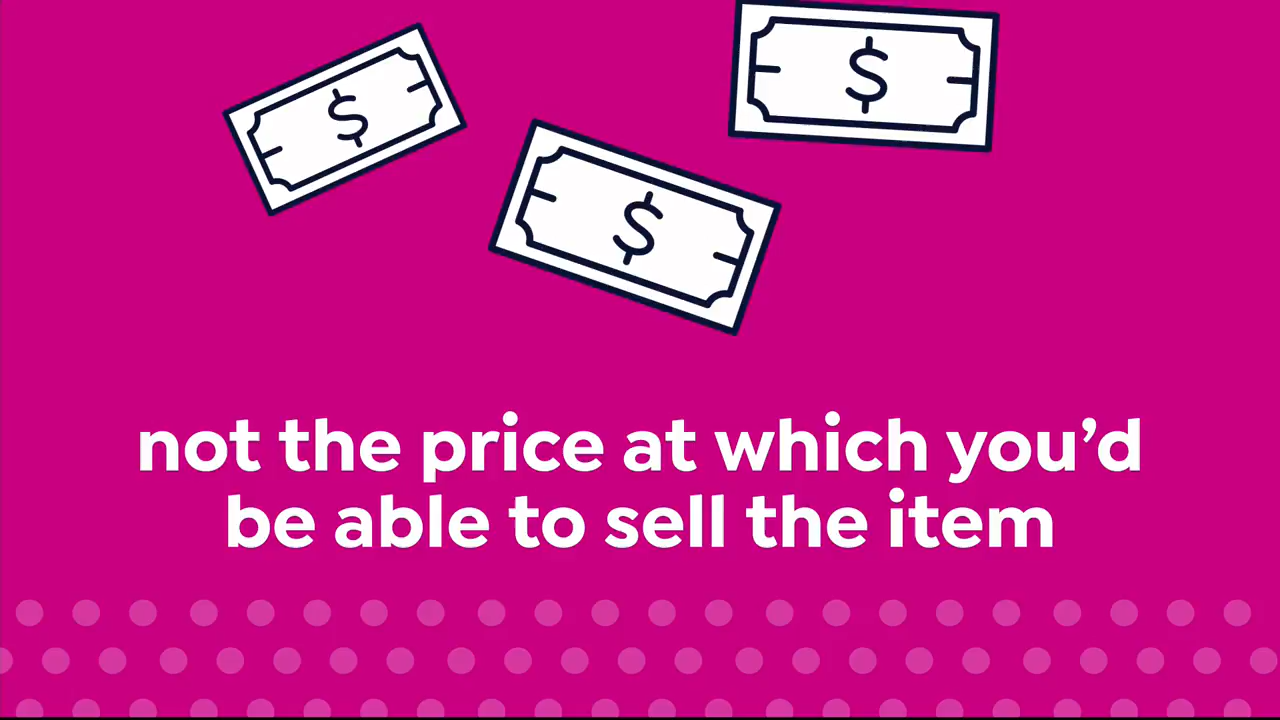 $
$
$
not the price at which you’d
be able to sell the item